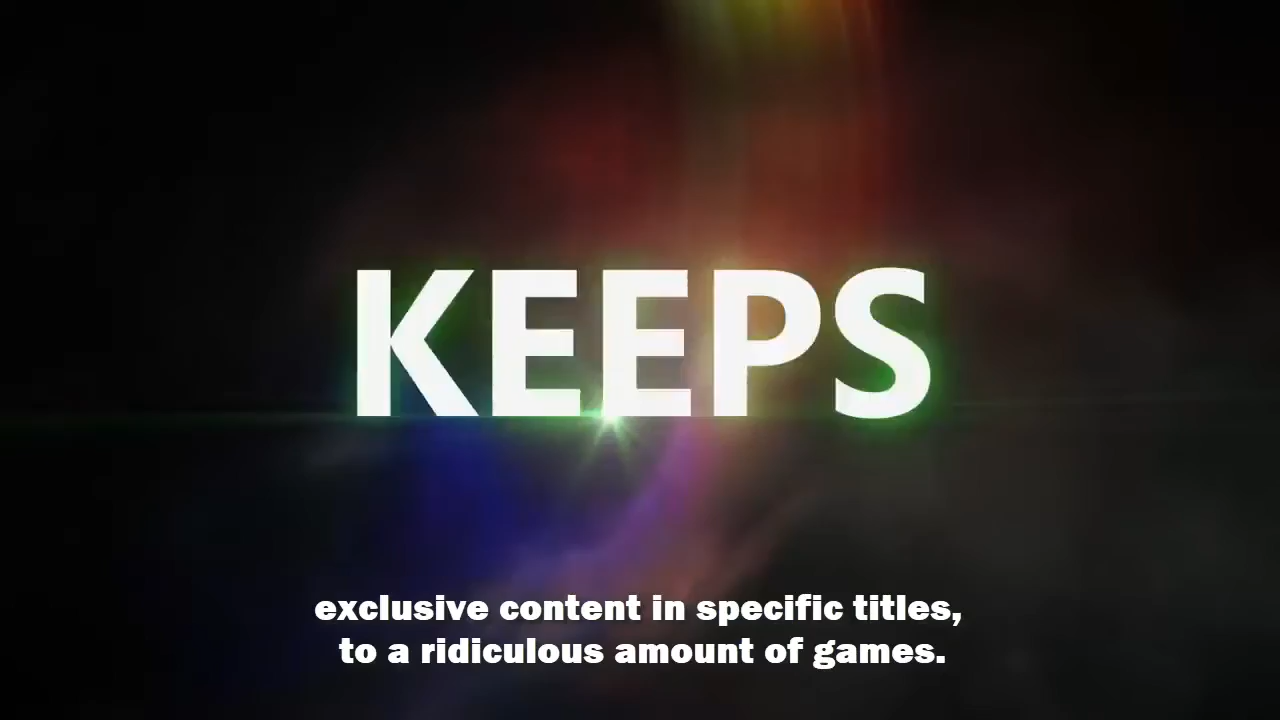 KEEPS
exclusive content in specific titles,
to a ridiculous amount of games.